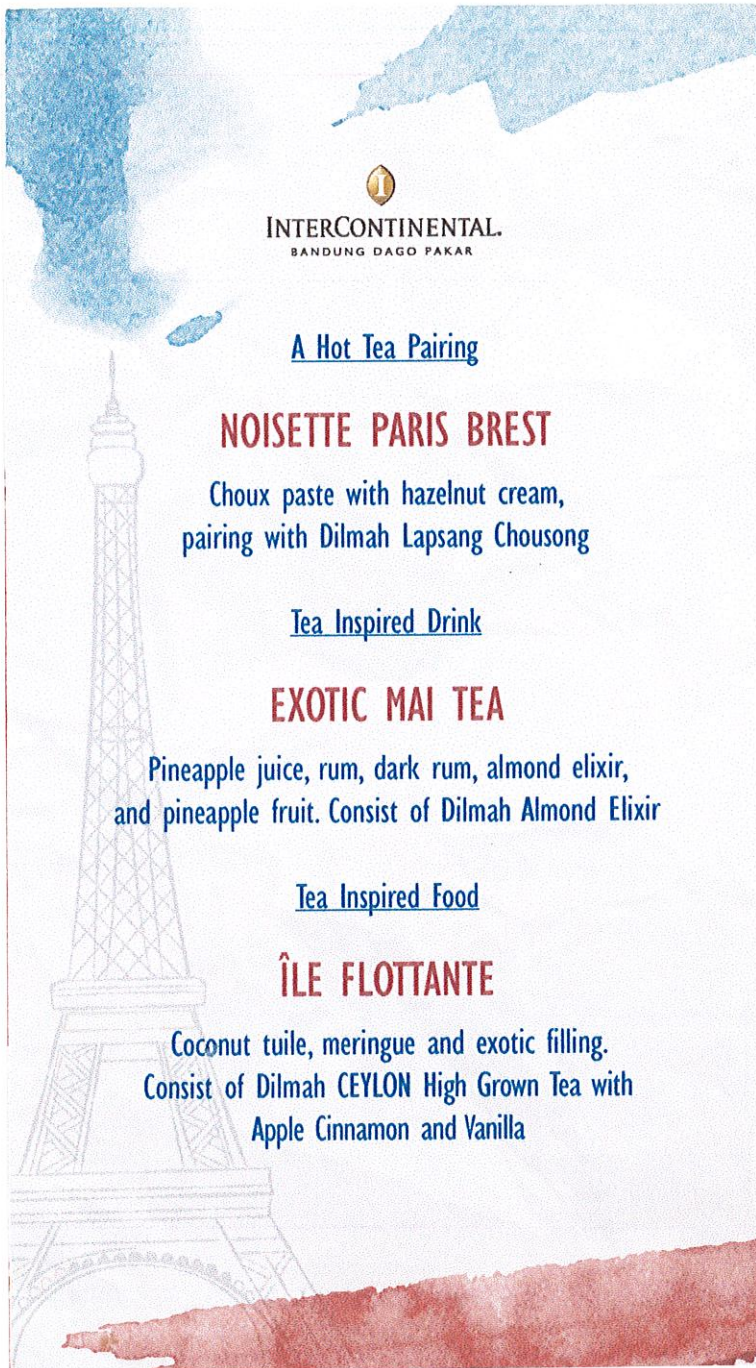 I
INTERCONTINENTAL.
BANDUNG DAGO PAKAR
A Hot Tea Pairing
NOISETTE PARIS BREST
Choux paste with hazelnut cream,
pairing with Dilmah Lapsang Chousong
Tea Inspired Drink
EXOTIC MAI TEA
Pineapple juice, rum, dark rum, almond elixir,
and pineapple fruit. Consist of Dilmah Almond Elixir
Tea Inspired Food
ÎLE FLOTTANTE
Coconut tuile, meringue and exotic filling.
Consist of Dilmah CEYLON High Grown Tea with
Apple Cinnamon and Vanilla